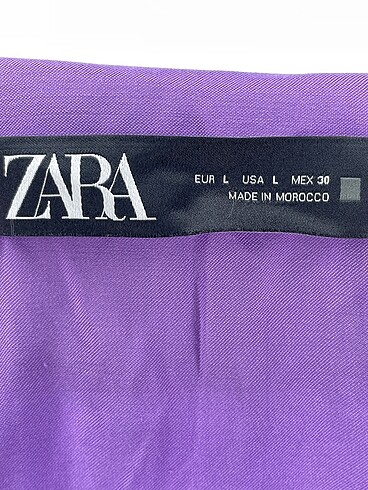 ZARA
EUR L USA L MEX 30
MADE IN MOROCCO